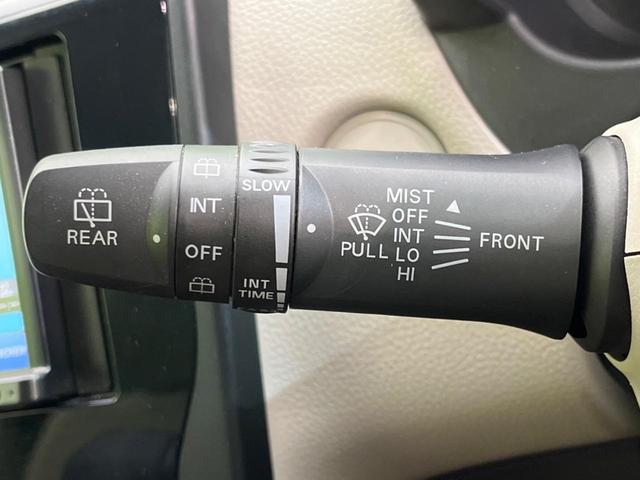 REAR
INT
OFF
SLOW
INT
TIME
MIST
OFF
INT
LO
HI
PULL
FRONT